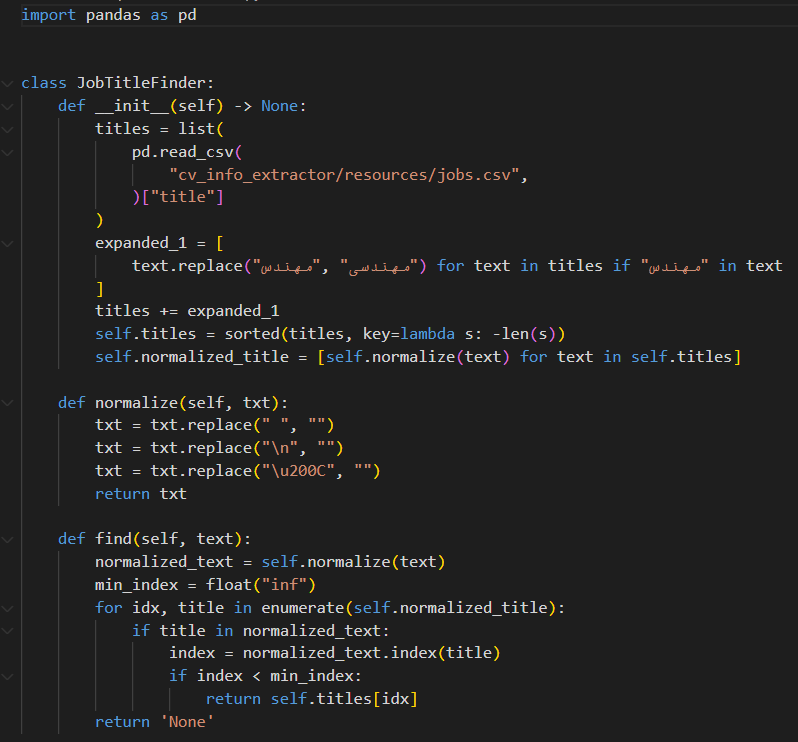 import pandas as pd
class JobTitleFinder:
    def __init__(self) -> None:
        titles = list(
            pd.read_csv(
                "cv_info_extractor/resources/jobs.csv",
            )["title"]
        )
        expanded_1 = [
            text.replace("مهندس", "مهندسی") for text in titles if "مهندس" in text
        ]
        titles += expanded_1
        self.titles = sorted(titles, key=lambda s: -len(s))
        self.normalized_title = [self.normalize(text) for text in self.titles]
    def normalize(self, txt):
        txt = txt.replace(" ", "")
        txt = txt.replace("\n", "")
        txt = txt.replace("\u200C", "")
        return txt
    def find(self, text):
        normalized_text = self.normalize(text)
        min_index = float("inf")
        for idx, title in enumerate(self.normalized_title):
            if title in normalized_text:
                index = normalized_text.index(title)
                if index < min_index:
                    return self.titles[idx]
        return 'None'